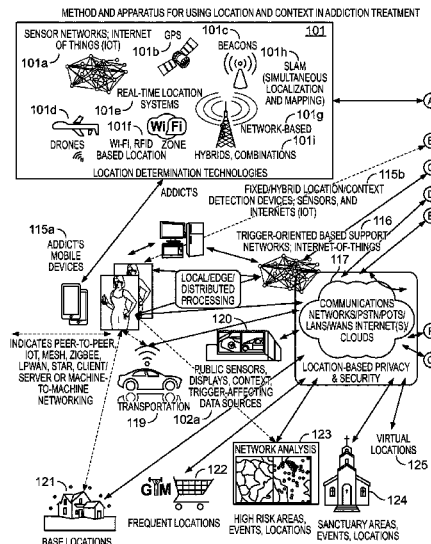 METHOD AND APPARATUS FOR USING LOCATION AND CONTEXT IN ADDICTION TREATMENT
101
SENSOR NETWORKS; INTERNET
OF THINGS (IOT)
101a
GPS
101b
101c
BEACONS
101h
SLAM
(SIMULTANEOUS
LOCALIZATION
AND MAPPING)
101d
101e
REAL-TIME LOCATION
SYSTEMS
101f
Wi Fi
ZONE
101g
NETWORK-BASED
101i
DRONES
WI-FI, RFID
BASED LOCATION
HYBRIDS, COMBINATIONS
LOCATION DETERMINATION TECHNOLOGIES
A
B
C
D
E
F
G
ADDICT'S
115b
FIXED/HYBRID LOCATION/CONTEXT
DETECTION DEVICES; SENSORS, AND
INTERNETS (IOT)
115a
ADDICT'S
MOBILE
DEVICES
116
TRIGGER-ORIENTED BASED SUPPORT
NETWORKS; INTERNET-OF-THINGS
117
LOCAL/EDGE/
DISTRIBUTED
PROCESSING
COMMUNICATIONS
NETWORKS/PSTN/POTS/
LANS/WANS INTERNET(S)/
CLOUDS
LOCATION-BASED PRIVACY
& SECURITY
INDICATES PEER-TO-PEER,
IOT, MESH, ZIGBEE,
LPWAN, STAR, CLIENT/
SERVER OR MACHINE-
TO-MACHINE
NETWORKING
120
PUBLIC SENSORS,
DISPLAYS, CONTEXT,
TRIGGER-AFFECTING
DATA SOURCES
TRANSPORTATION
119
102a
121
BASE LOCATIONS
GYM
122
FREQUENT LOCATIONS
NETWORK ANALYSIS
123
HIGH RISK AREAS,
EVENTS, LOCATIONS
124
SANCTUARY AREAS,
EVENTS, LOCATIONS
VIRTUAL
LOCATIONS
125